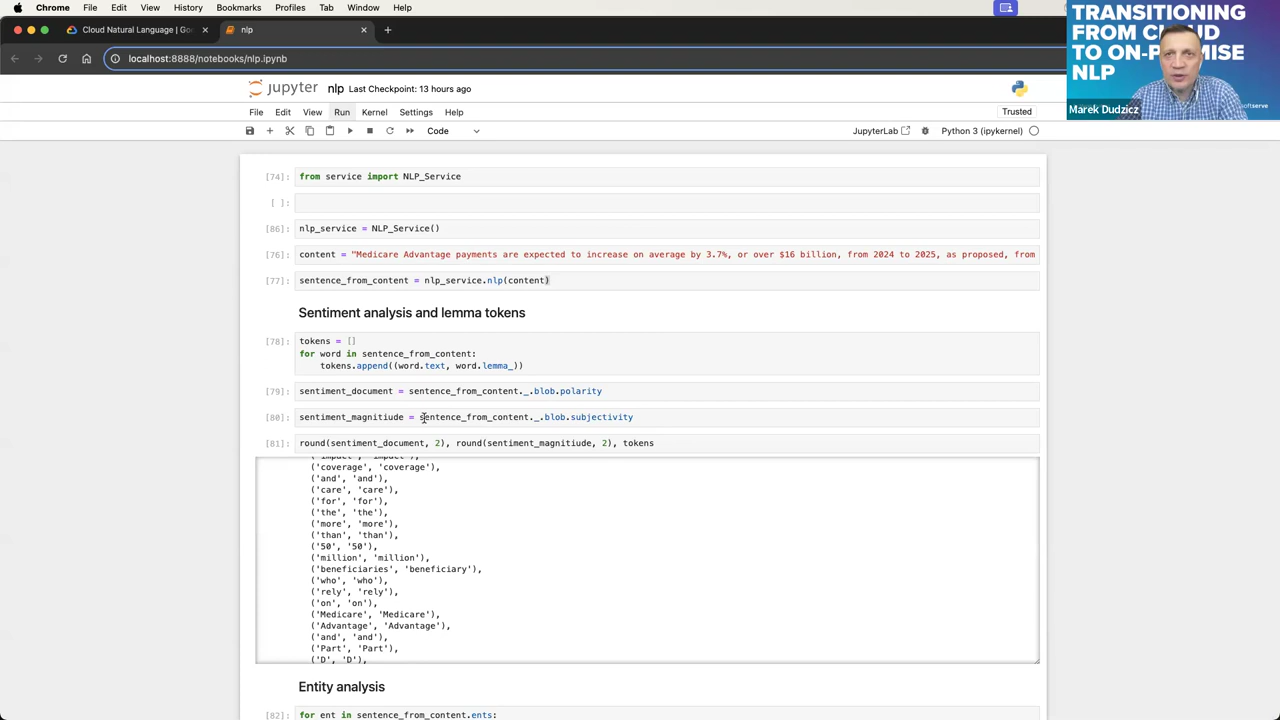 Chrome File Edit View History Bookmarks Profiles Tab Window Help
Cloud Natural Language | Goo
nlp
localhost:8888/notebooks/nlp.ipynb
TRANSITIONING
FROM CLOUD
TO ON-PREMISE
NLP
softserve
Marek Dudzicz
jupyter nlp Last Checkpoint: 13 hours ago
File Edit View Run Kernel Settings Help
Trusted
Code
JupyterLab
Python 3 (ipykernel)
[74]: from service import NLP_Service
[ ]:
[86]: nlp_service = NLP_Service()
[76]: content = "Medicare Advantage payments are expected to increase on average by 3.7%, or over $16 billion, from 2024 to 2025, as proposed, from
[77]: sentence_from_content = nlp_service.nlp(content)
Sentiment analysis and lemma tokens
[78]: tokens = []
for word in sentence_from_content:
tokens.append((word.text, word.lemma_))
[79]: sentiment_document = sentence_from_content._.blob.polarity
[80]: sentiment_magnitiude = sentence_from_content._.blob.subjectivity
[81]: round(sentiment_document, 2), round(sentiment_magnitiude, 2), tokens
('impact', 'impact'),
('coverage', 'coverage'),
('and', 'and'),
('care', 'care'),
('for', 'for'),
('the', 'the'),
('more', 'more'),
('than', 'than'),
('50', '50'),
('million', 'million'),
('beneficiaries', 'beneficiary'),
('who', 'who'),
('rely', 'rely'),
('on', 'on'),
('Medicare', 'Medicare'),
('Advantage', 'Advantage'),
('and', 'and'),
('Part', 'Part'),
('D', 'D'),
Entity analysis
[82]: for ent in sentence_from_content.ents: